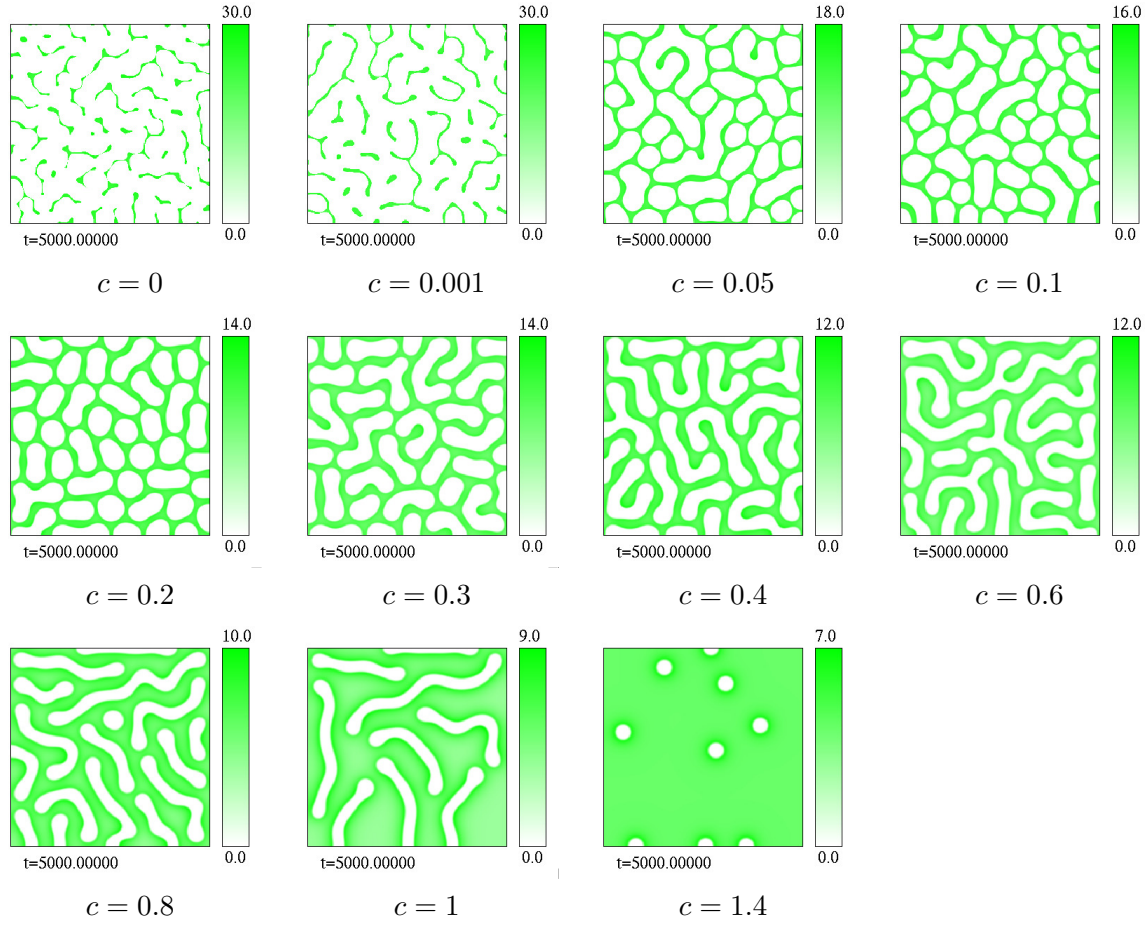 30.0
0.0
t=5000.00000
c = 0
30.0
0.0
t=5000.00000
c = 0.001
18.0
0.0
t=5000.00000
c = 0.05
16.0
0.0
t=5000.00000
c = 0.1
14.0
0.0
t=5000.00000
c = 0.2
14.0
0.0
t=5000.00000
c = 0.3
12.0
0.0
t=5000.00000
c = 0.4
12.0
0.0
t=5000.00000
c = 0.6
10.0
0.0
t=5000.00000
c = 0.8
9.0
0.0
t=5000.00000
c = 1
7.0
0.0
t=5000.00000
c = 1.4